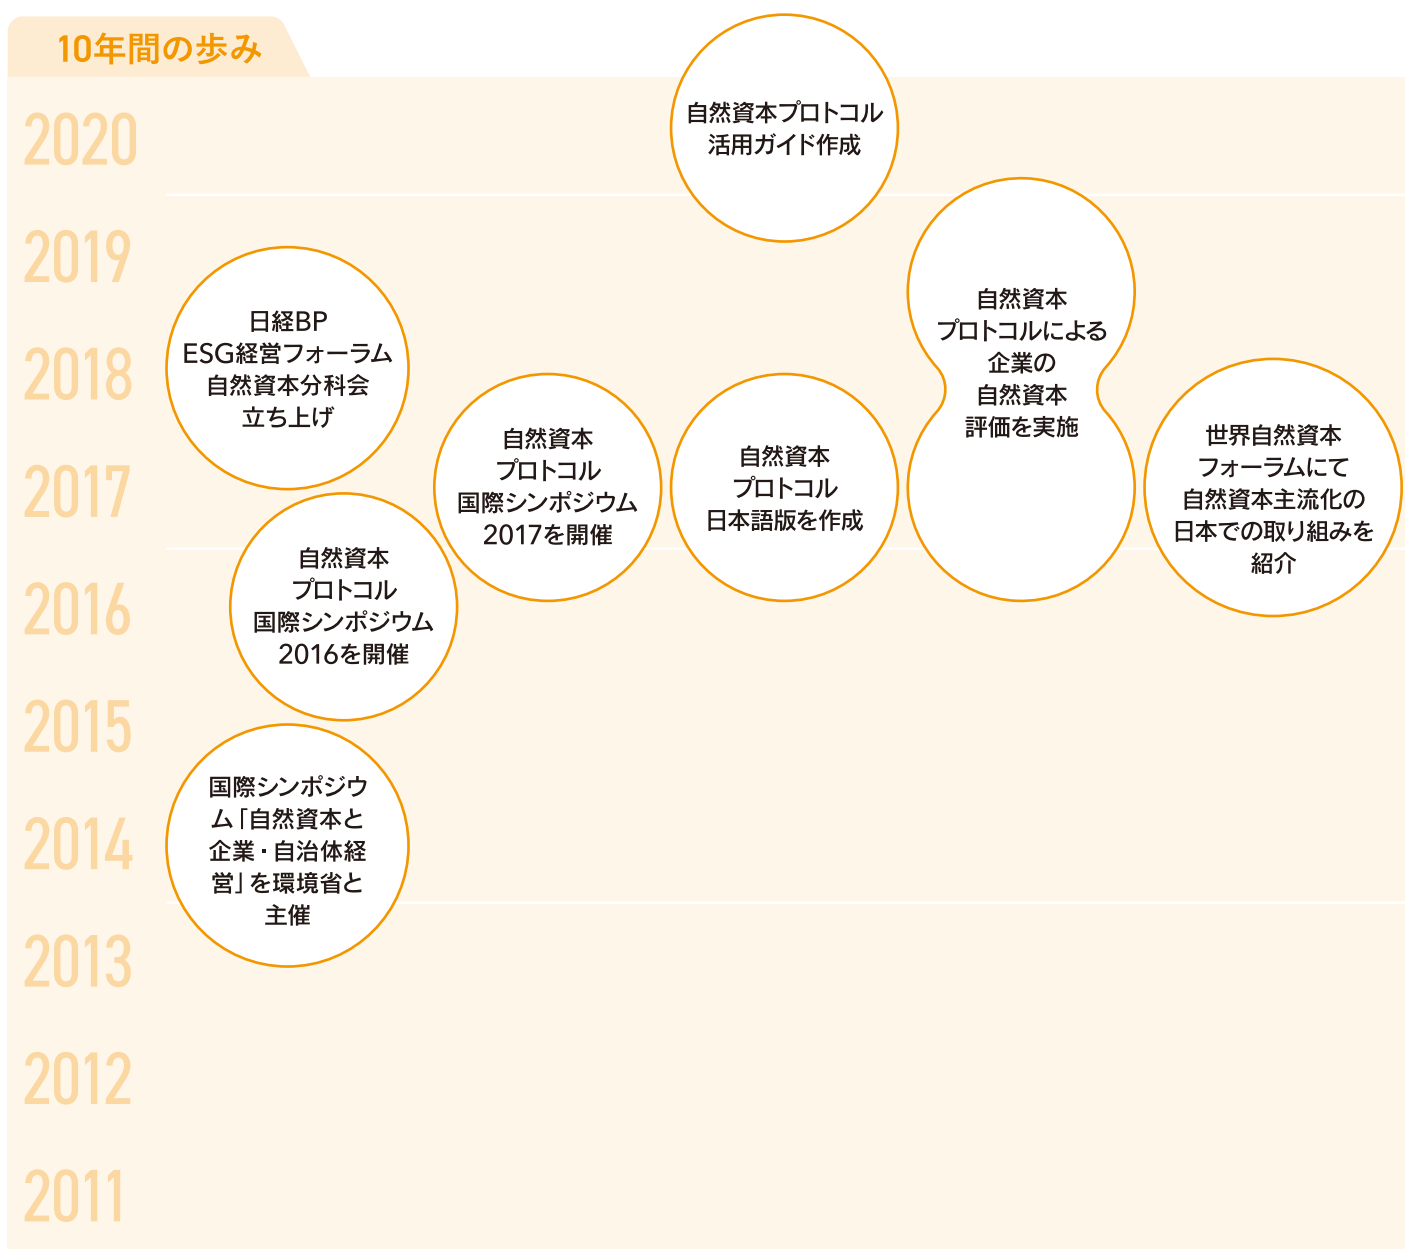 10年間の歩み
2020
自然資本プロトコル
活用ガイド作成
2019
日経BP
ESG経営フォーラム
自然資本分科会
立ち上げ
自然資本
プロトコルによる
企業の
自然資本
評価を実施
2018
自然資本
プロトコル
国際シンポジウム
2017を開催
自然資本
プロトコル
日本語版を作成
世界自然資本
フォーラムにて
自然資本主流化の
日本での取り組みを
紹介
2017
自然資本
プロトコル
国際シンポジウム
2016を開催
2016
2015
国際シンポジウ
ム「自然資本と
企業・自治体経
営」を環境省と
主催
2014
2013
2012
2011